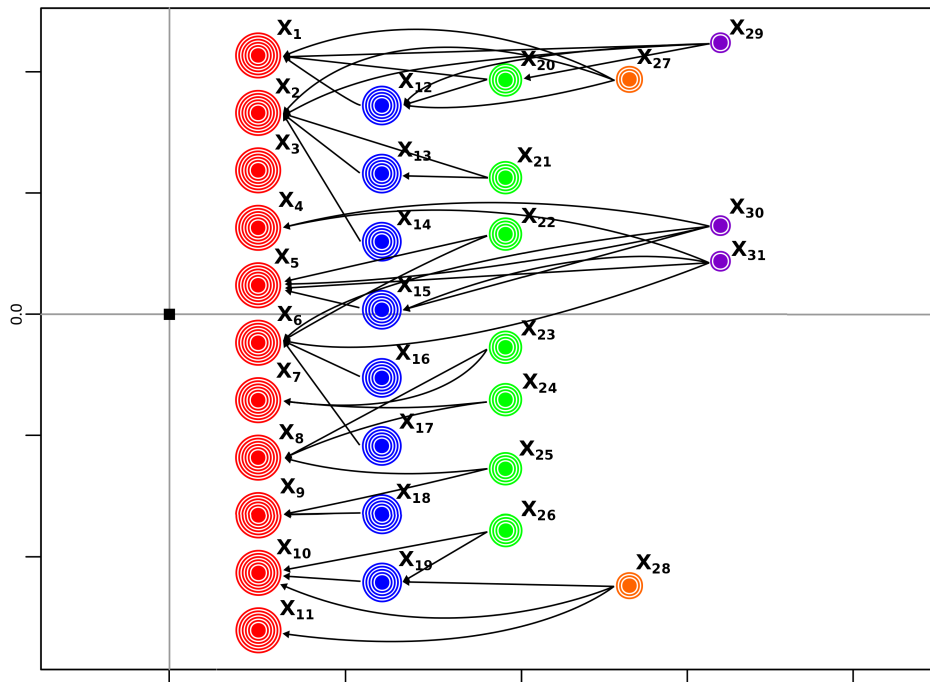 X₁
X₂
X₃
X₄
X₅
X₆
X₇
X₈
X₉
X₁₀
X₁₁
X₁₂
X₁₃
X₁₄
X₁₅
X₁₆
X₁₇
X₁₈
X₁₉
X₂₀
X₂₁
X₂₂
X₂₃
X₂₄
X₂₅
X₂₆
X₂₇
X₂₈
X₂₉
X₃₀
X₃₁
0.0